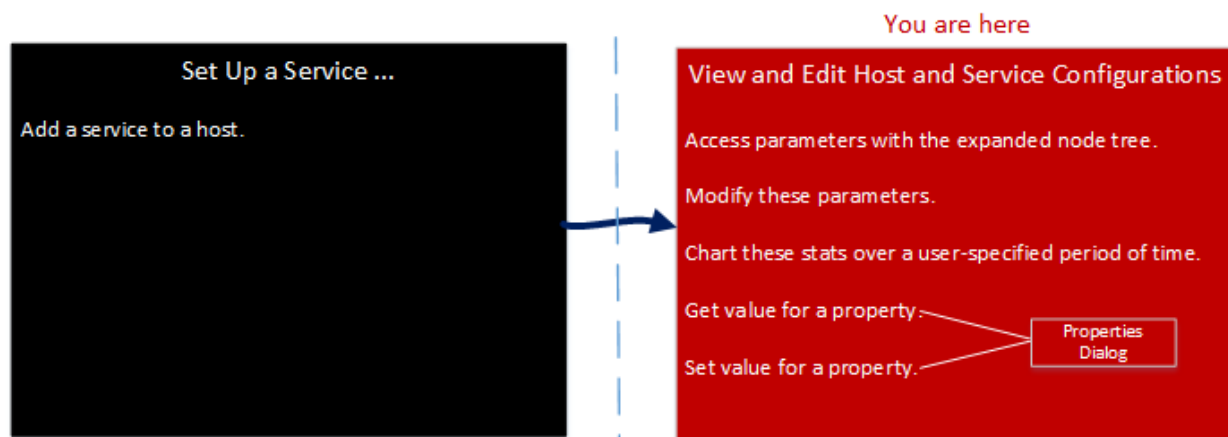 You are here
Set Up a Service ...
Add a service to a host.
View and Edit Host and Service Configurations
Access parameters with the expanded node tree.
Modify these parameters.
Chart these stats over a user-specified period of time.
Get value for a property.
Set value for a property.
Properties
Dialog